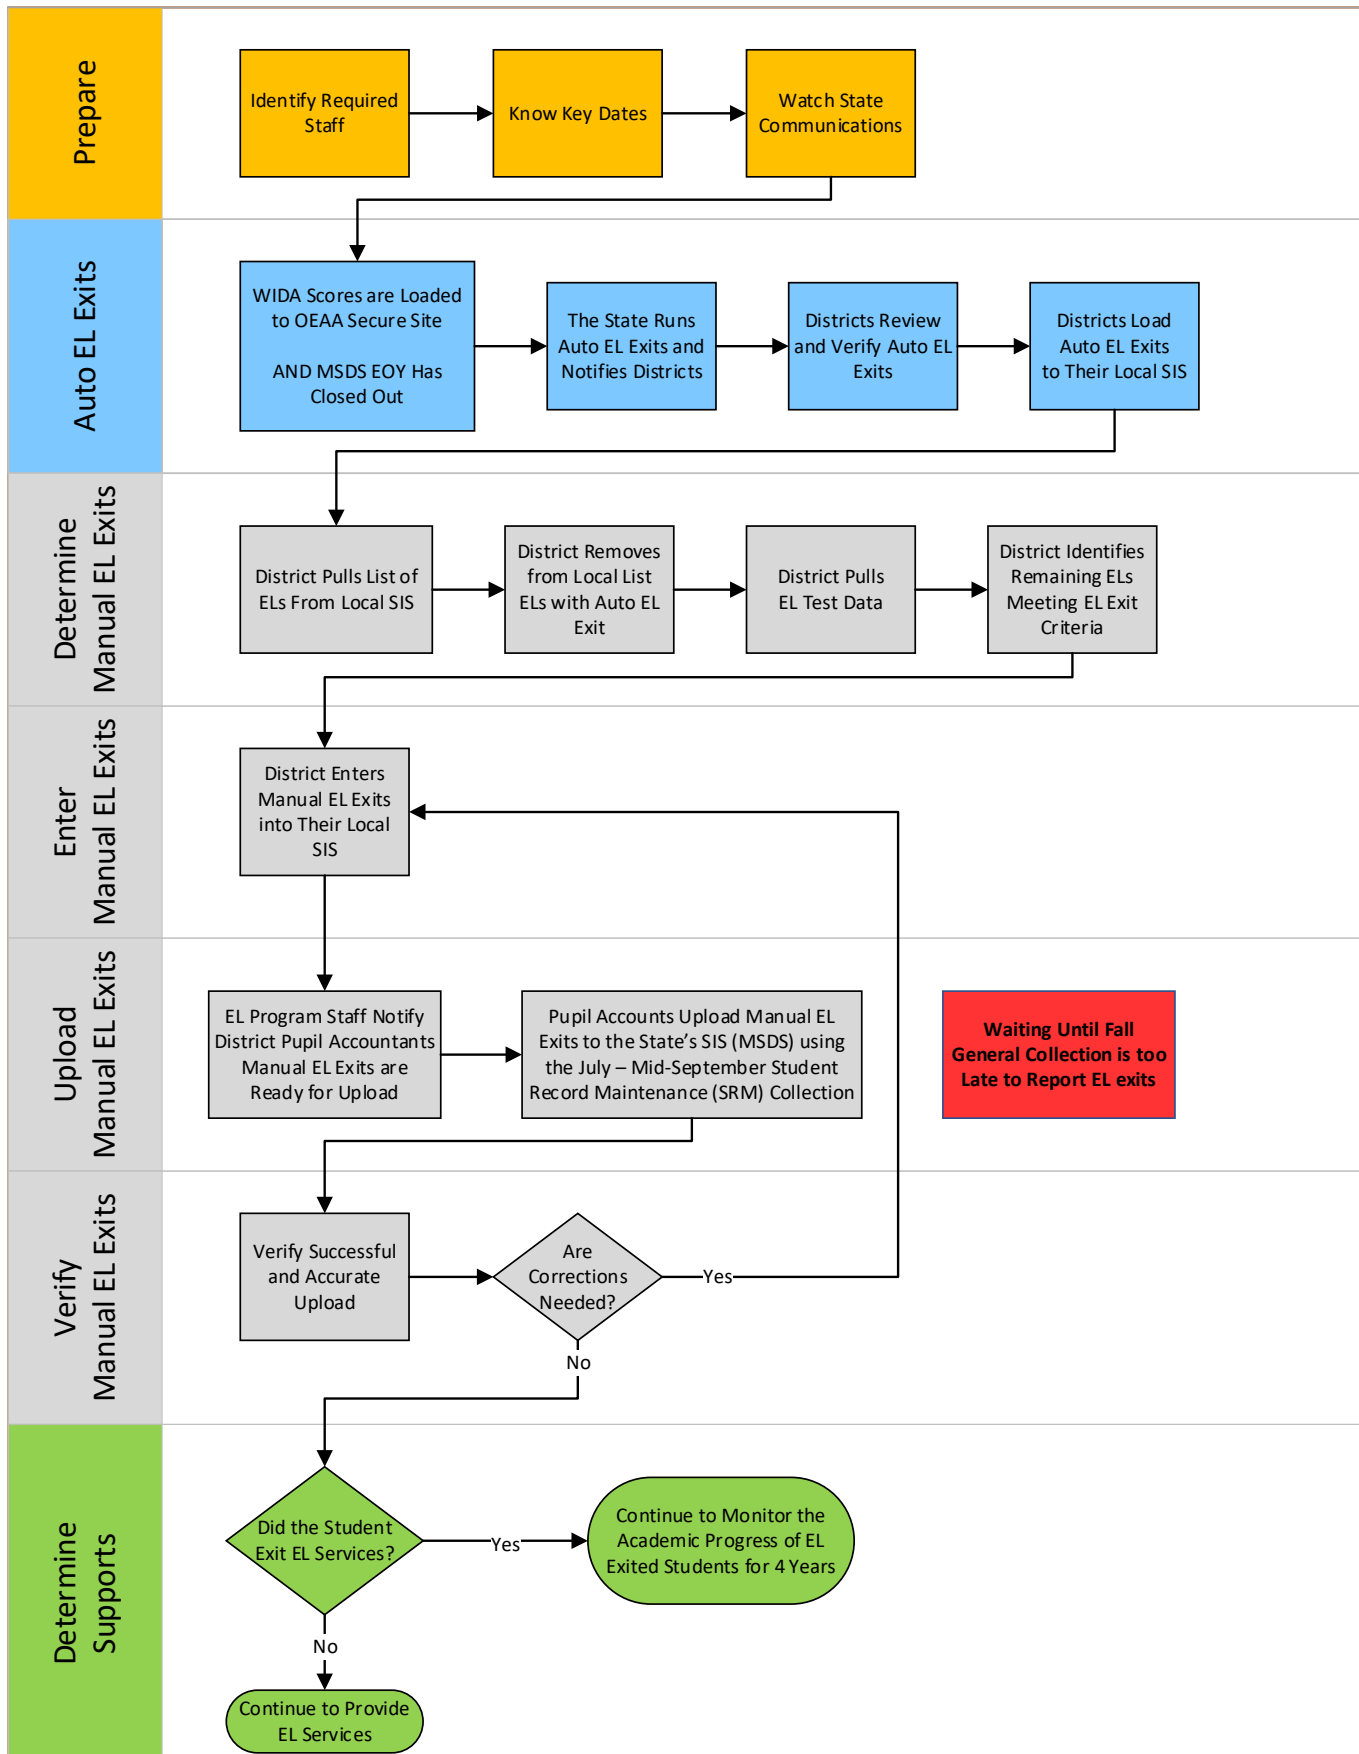 Prepare
Identify Required
Staff
Know Key Dates
Watch State
Communications
Auto EL Exits
WIDA Scores are Loaded
to OEAA Secure Site
AND MSDS EOY Has
Closed Out
The State Runs
Auto EL Exits and
Notifies Districts
Districts Review
and Verify Auto EL
Exits
Districts Load
Auto EL Exits
to Their Local SIS
Determine
Manual EL Exits
District Pulls List of
ELs From Local SIS
District Removes
from Local List
ELs with Auto EL
Exit
District Pulls
EL Test Data
District Identifies
Remaining ELs
Meeting EL Exit
Criteria
Enter
Manual EL Exits
District Enters
Manual EL Exits
into Their Local
SIS
Upload
Manual EL Exits
EL Program Staff Notify
District Pupil Accountants
Manual EL Exits are
Ready for Upload
Pupil Accounts Upload Manual EL
Exits to the State’s SIS (MSDS) using
the July – Mid-September Student
Record Maintenance (SRM) Collection
Waiting Until Fall
General Collection is too
Late to Report EL exits
Verify
Manual EL Exits
Verify Successful
and Accurate
Upload
Are
Corrections
Needed?
Yes
No
Determine
Supports
Did the Student
Exit EL Services?
Yes
Continue to Monitor the
Academic Progress of EL
Exited Students for 4 Years
No
Continue to Provide
EL Services